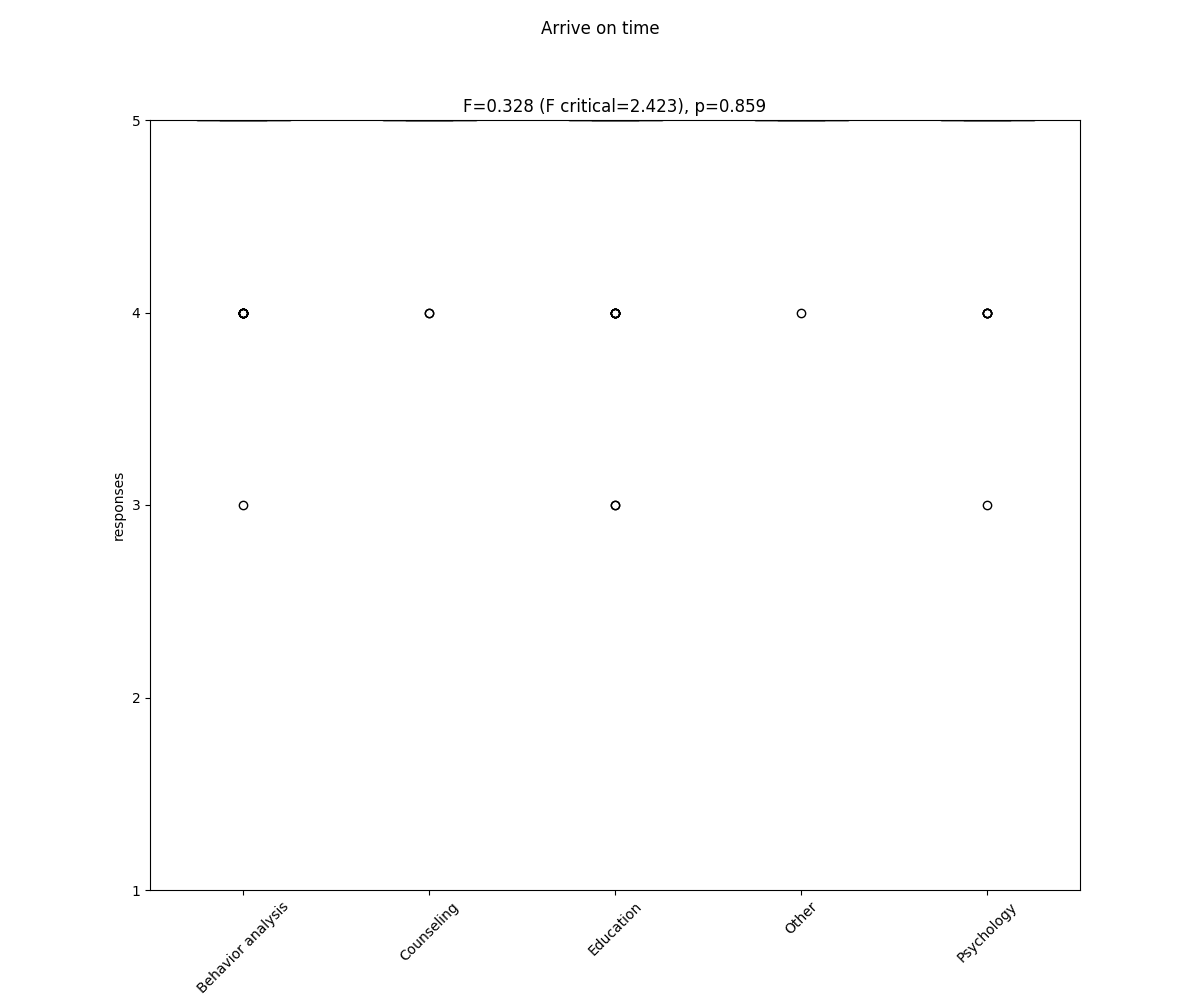 Arrive on time
F=0.328 (F critical=2.423), p=0.859
5
4
3
2
1
responses
Behavior analysis
Counseling
Education
Other
Psychology